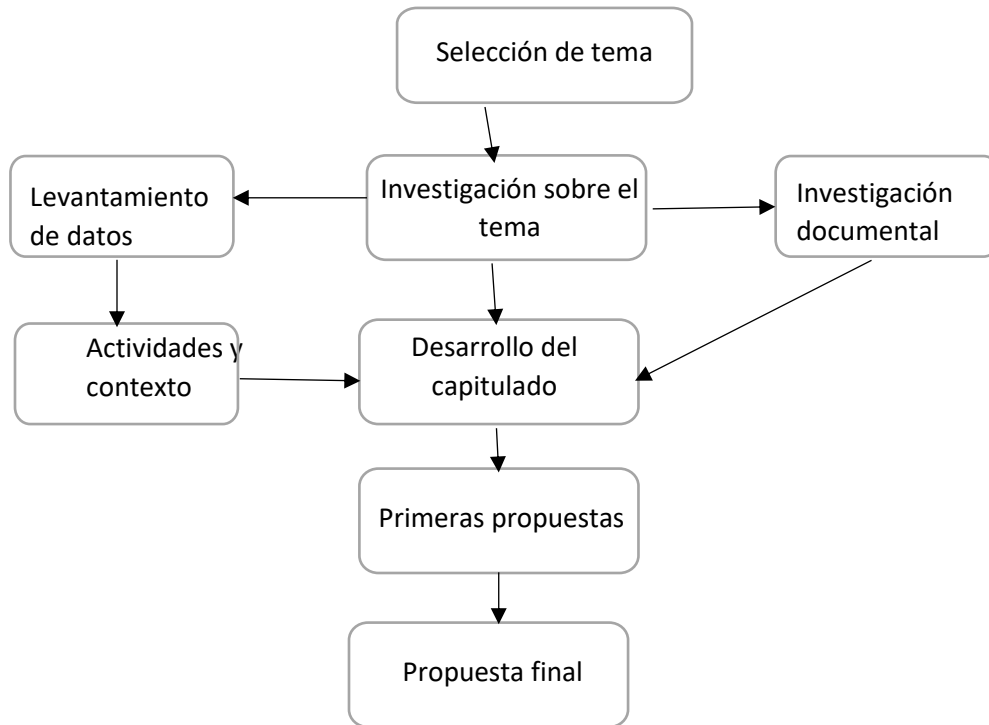 Selección de tema
Levantamiento
de datos
Investigación sobre el
tema
Investigación
documental
Actividades y
contexto
Desarrollo del
capitulado
Primeras propuestas
Propuesta final